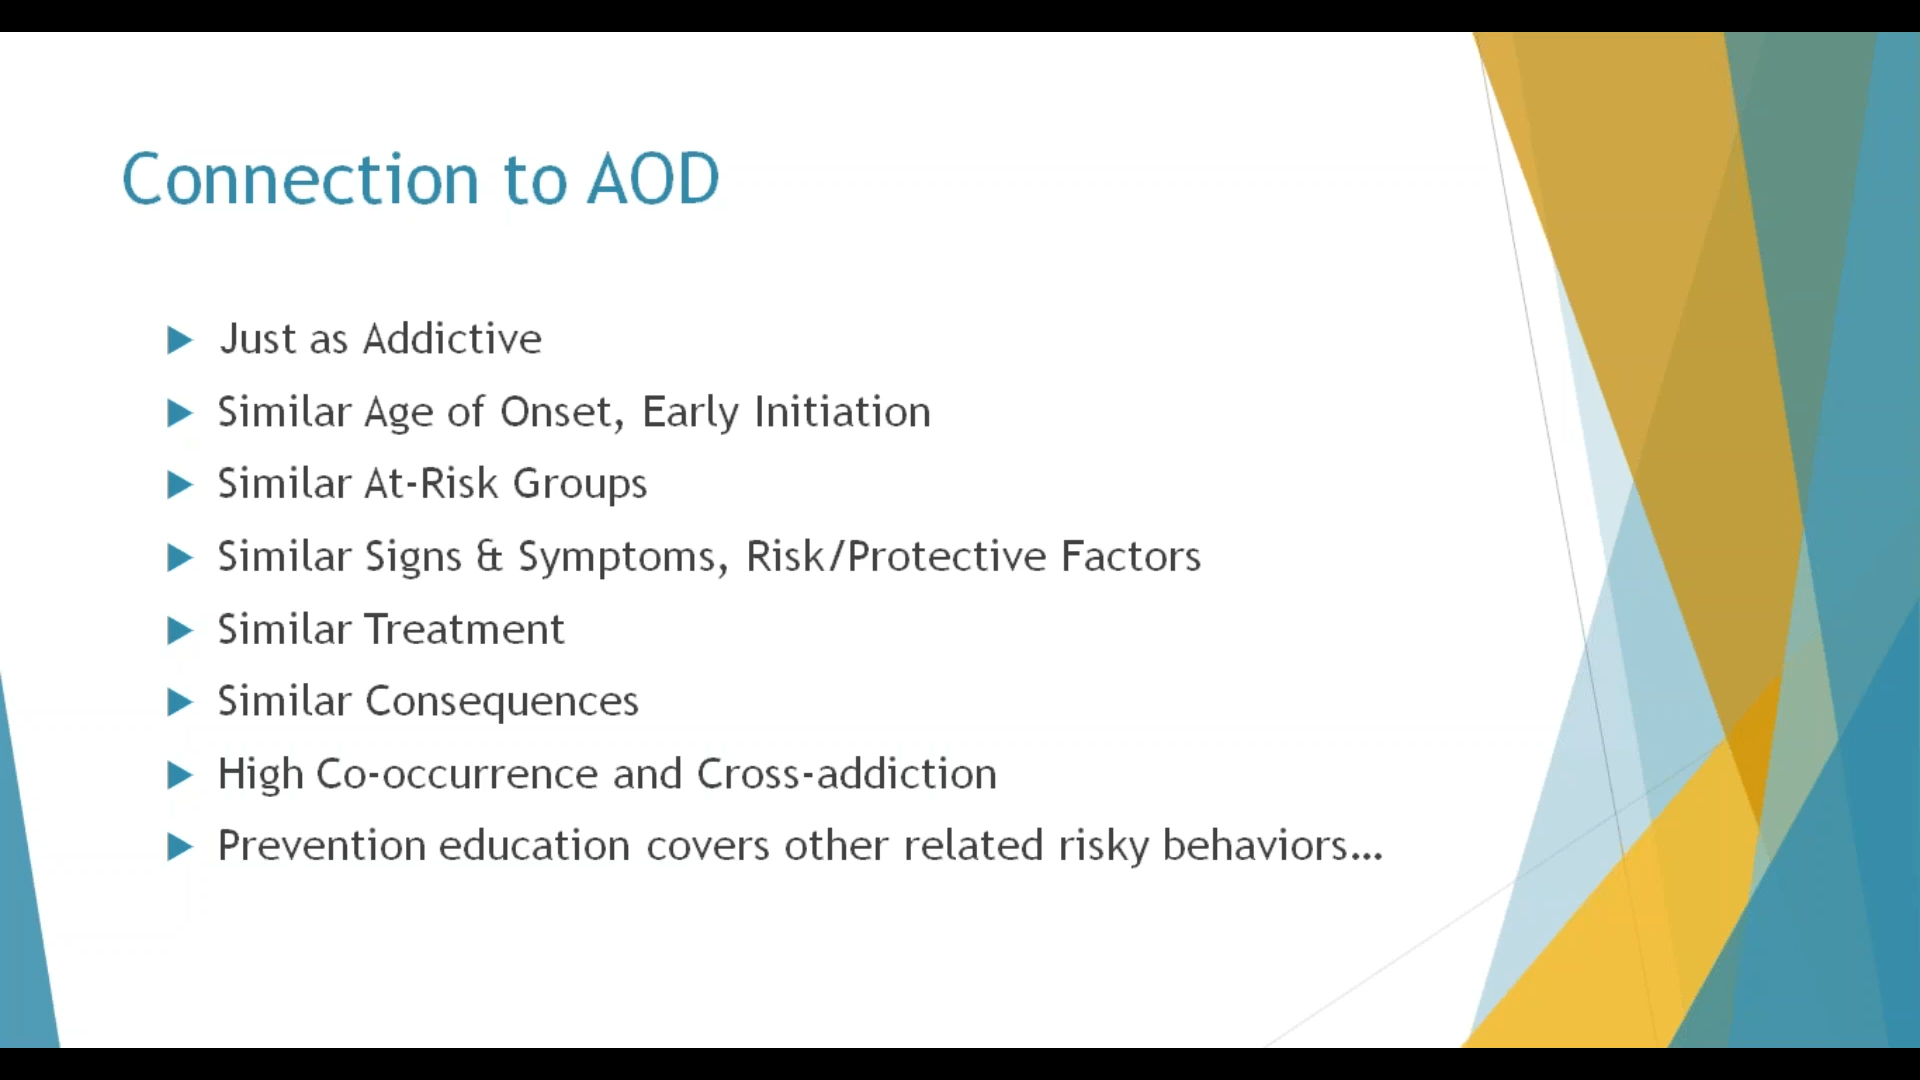 Connection to AOD
Just as Addictive
Similar Age of Onset, Early Initiation
Similar At-Risk Groups
Similar Signs & Symptoms, Risk/Protective Factors
Similar Treatment
Similar Consequences
High Co-occurrence and Cross-addiction
Prevention education covers other related risky behaviors…